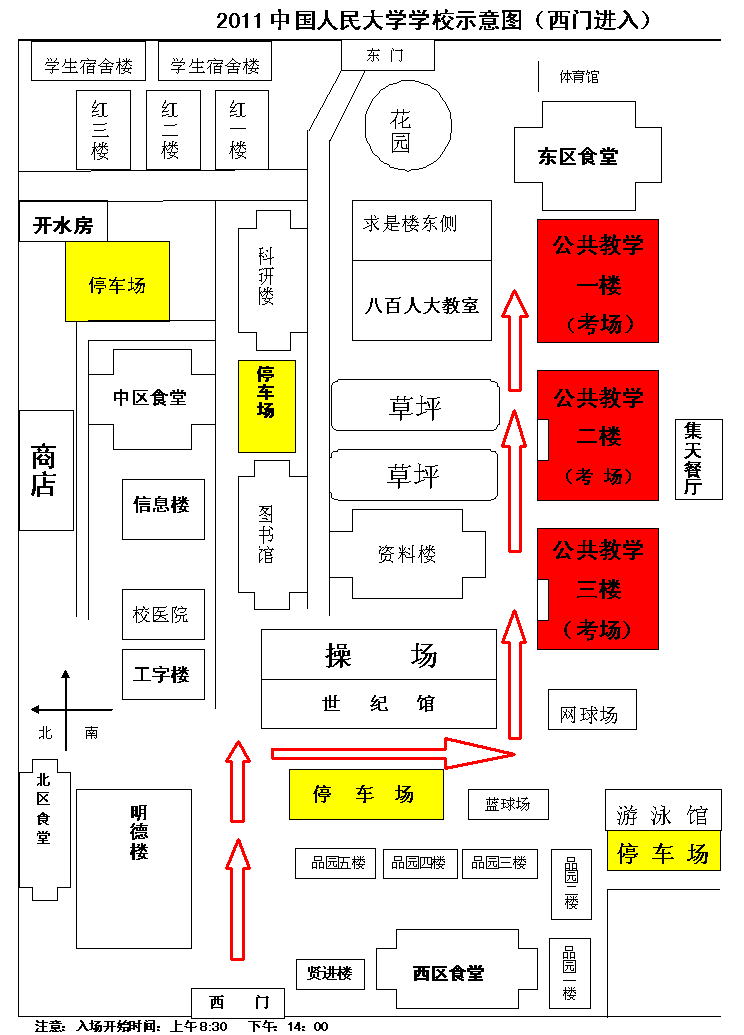 2011中国人民大学学校示意图（西门进入）
学生宿舍楼
学生宿舍楼
东 门
体育馆
红三楼
红二楼
红一楼
花园
东区食堂
开水房
停车场
科研楼
求是楼东侧
八百人大教室
公共教学
一楼
（考场）
中区食堂
停车场
草坪
公共教学
二楼
（考 场）
集天餐厅
商店
草坪
信息楼
图书馆
资料楼
公共教学
三楼
（考场）
校医院
工字楼
操 场
世 纪 馆
网球场
北 南
北区食堂
明德楼
停 车 场
蓝球场
游 泳 馆
停 车 场
品园五楼
品园四楼
品园三楼
品园二楼
贤进楼
西区食堂
品园一楼
西 门
注意：入场开始时间：上午8:30 下午：14：00